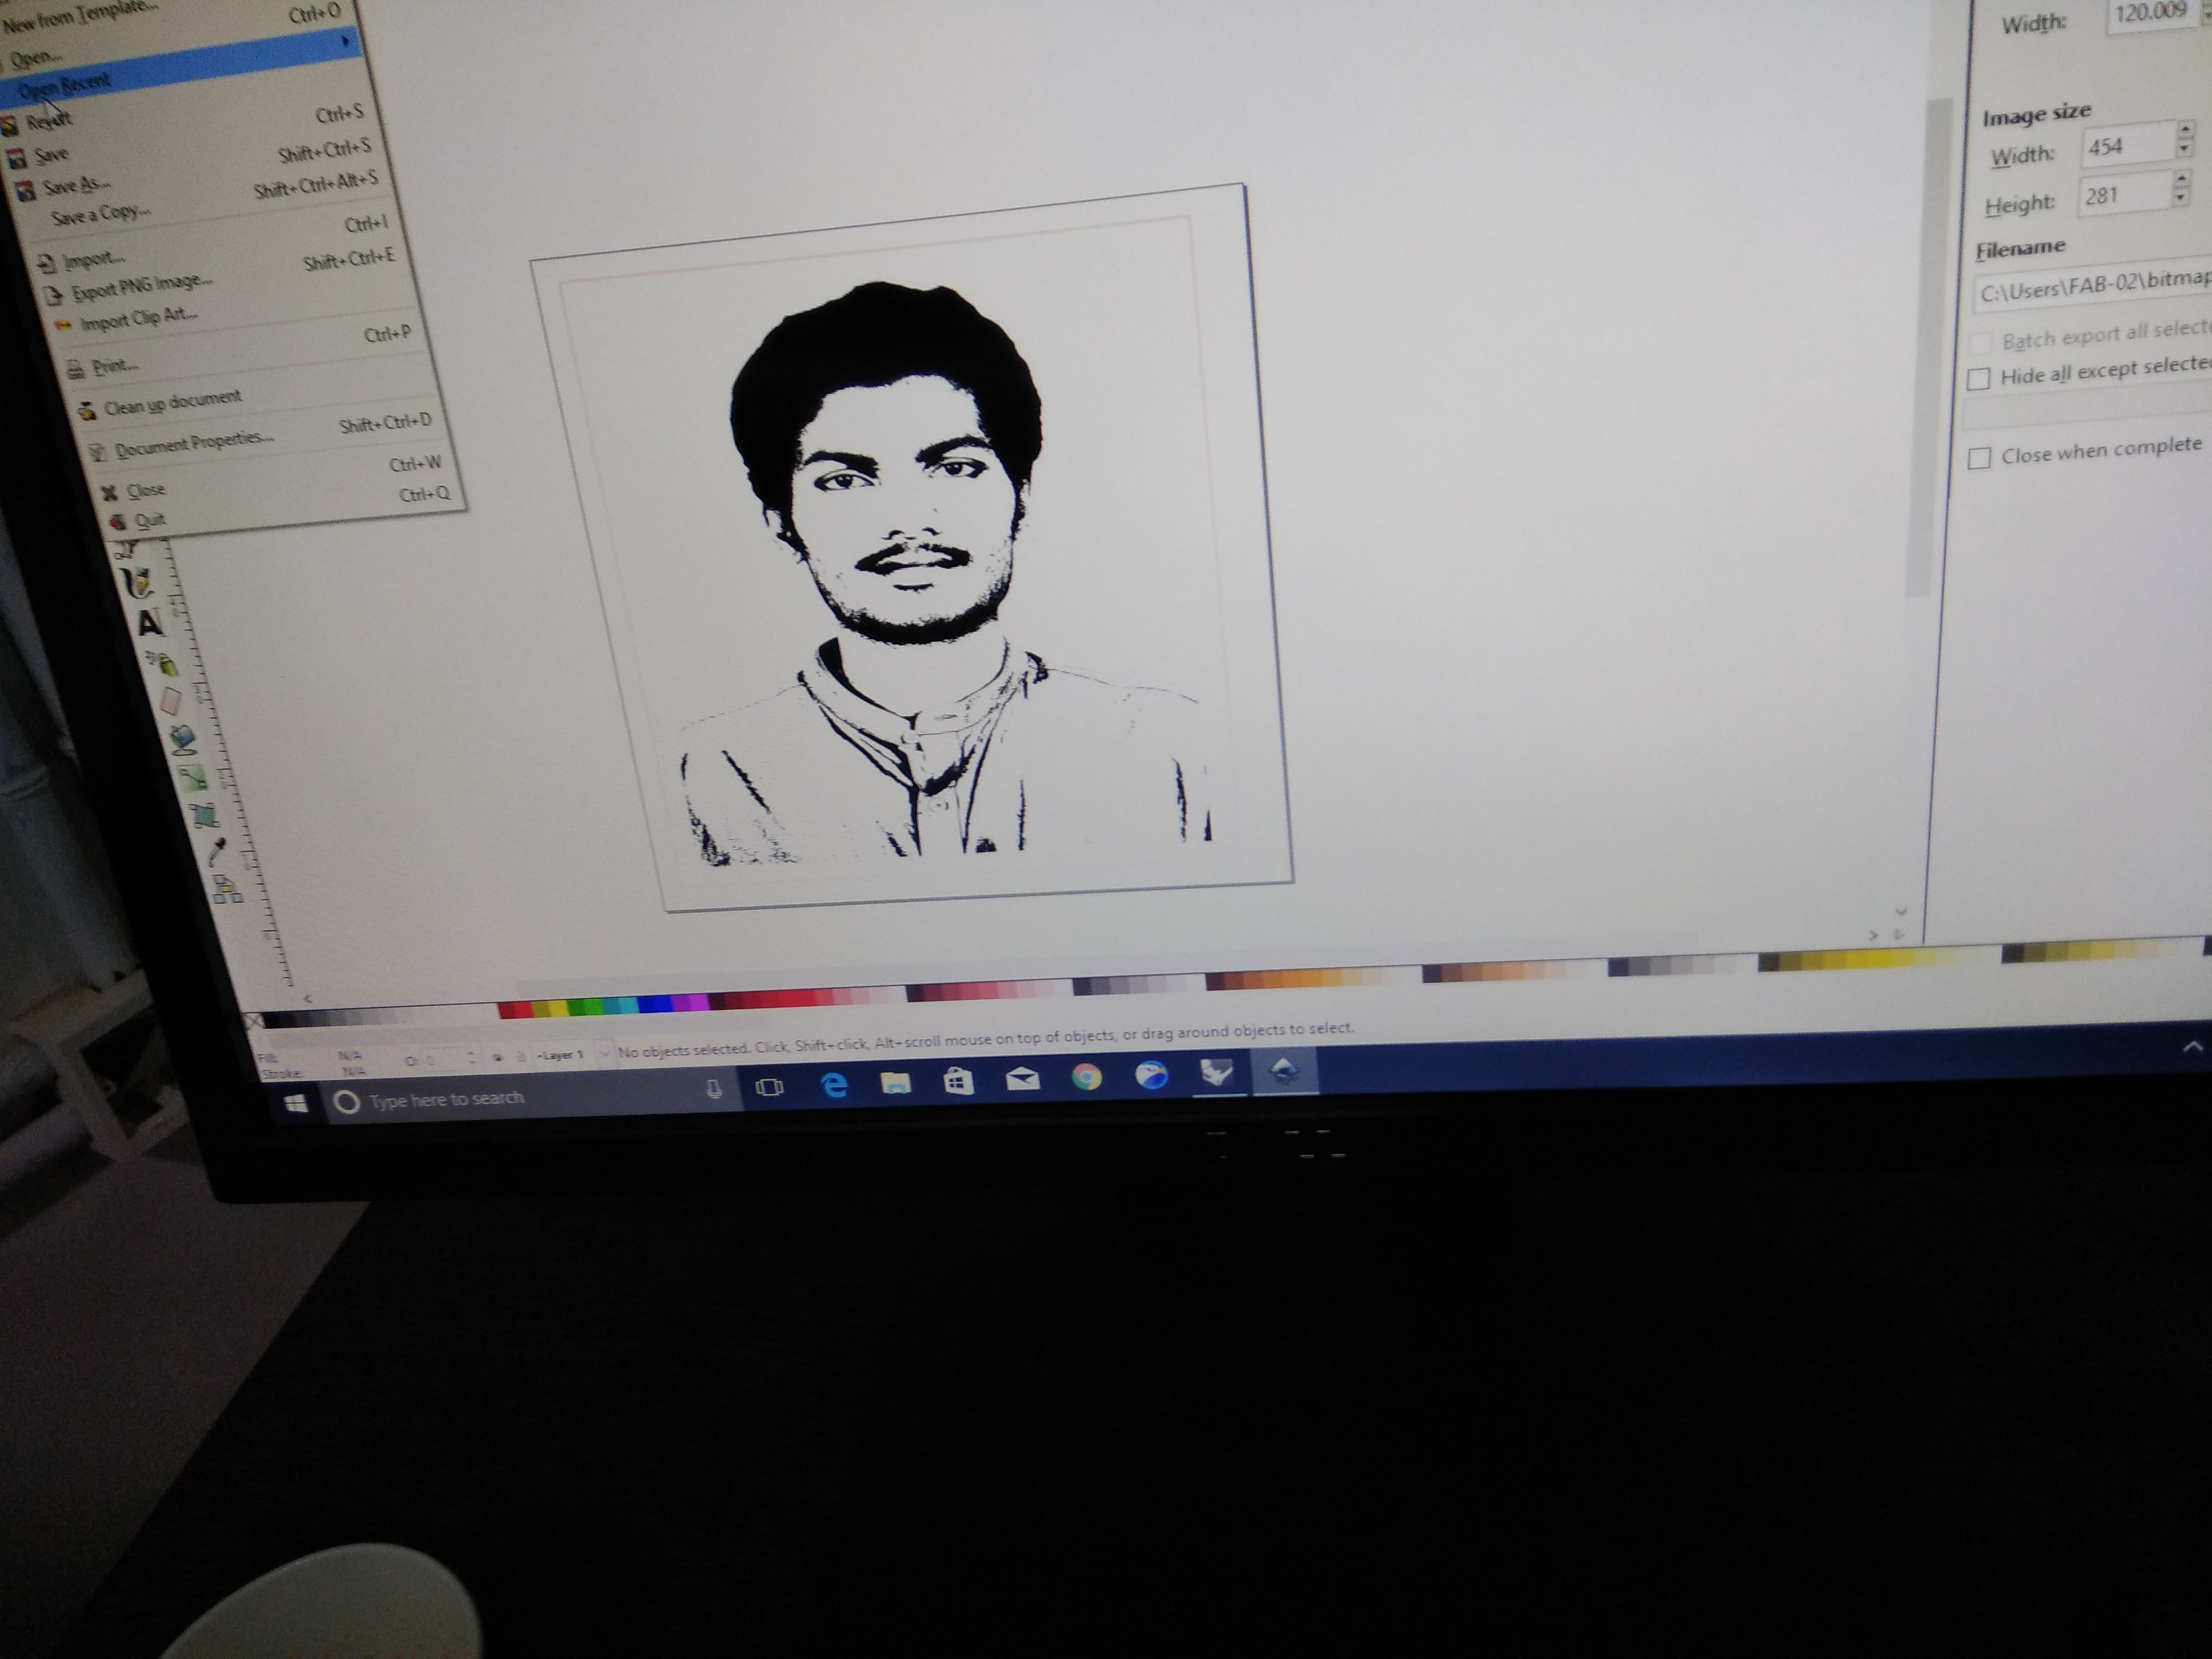 New from Template...
Open... Ctrl+O
Open Recent
Revert
Save Ctrl+S
Save As... Shift+Ctrl+S
Save a Copy... Shift+Ctrl+Alt+S
Import... Ctrl+I
Export PNG Image... Shift+Ctrl+E
Import Clip Art...
Print... Ctrl+P
Clean up document
Document Properties... Shift+Ctrl+D
Close Ctrl+W
Quit Ctrl+Q
A
Width: 120.009
Image size
Width: 454
Height: 281
Filename
C:\Users\FAB-02\bitmap
Batch export all selecte
Hide all except selecte
Close when complete
Fill: N/A
Stroke: N/A
O: 0
Layer 1
No objects selected. Click, Shift+click, Alt+scroll mouse on top of objects, or drag around objects to select.
Type here to search